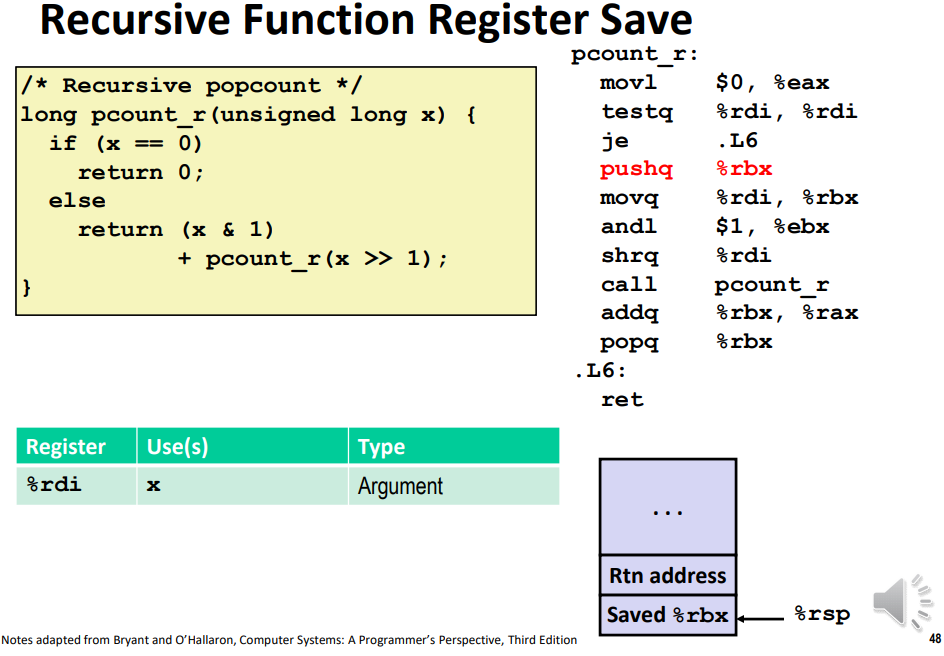 Recursive Function Register Save
/* Recursive popcount */
long pcount_r(unsigned long x) {
  if (x == 0)
    return 0;
  else
    return (x & 1)
           + pcount_r(x >> 1);
}
pcount_r:
  movl    $0, %eax
  testq   %rdi, %rdi
  je      .L6
  pushq   %rbx
  movq    %rdi, %rbx
  andl    $1, %ebx
  shrq    %rdi
  call    pcount_r
  addq    %rbx, %rax
  popq    %rbx
.L6:
  ret
Register Use(s) Type
%rdi x Argument
...
Rtn address
Saved %rbx
%rsp
Notes adapted from Bryant and O'Hallaron, Computer Systems: A Programmer's Perspective, Third Edition
48